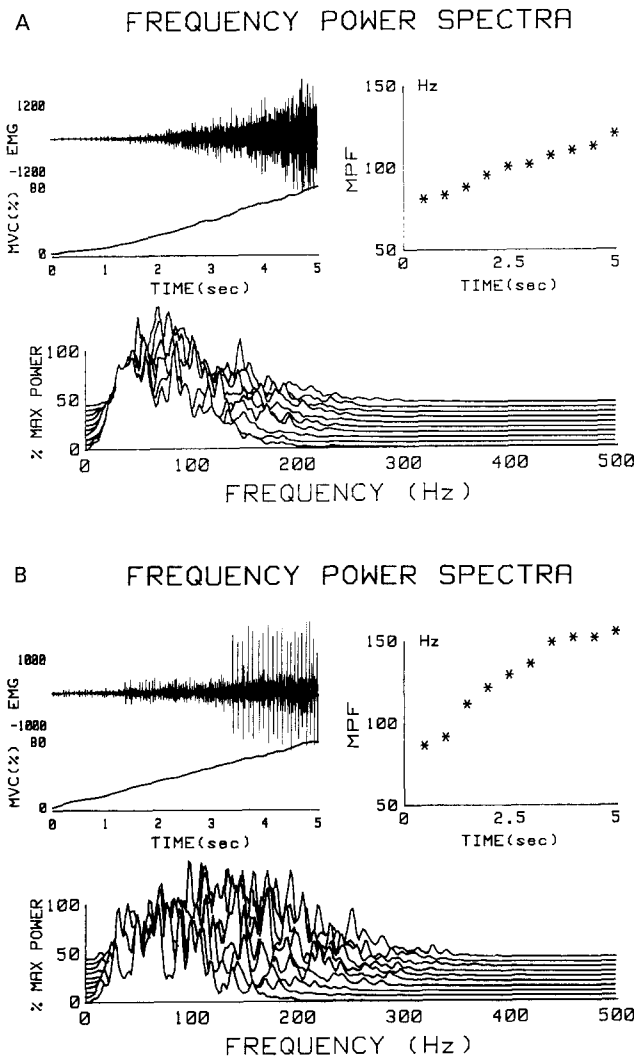 A FREQUENCY POWER SPECTRA
1200
EMG
-1200
80
MVC(%)
0
0 1 2 3 4 5
TIME(sec)
150
Hz
MPF
100
50
0 2.5 5
TIME(sec)
% MAX POWER
100
50
0
0 100 200 300 400 500
FREQUENCY (Hz)
B FREQUENCY POWER SPECTRA
1000
EMG
-1000
80
MVC(%)
0
0 1 2 3 4 5
TIME(sec)
150
Hz
MPF
100
50
0 2.5 5
TIME(sec)
% MAX POWER
100
50
0
0 100 200 300 400 500
FREQUENCY (Hz)